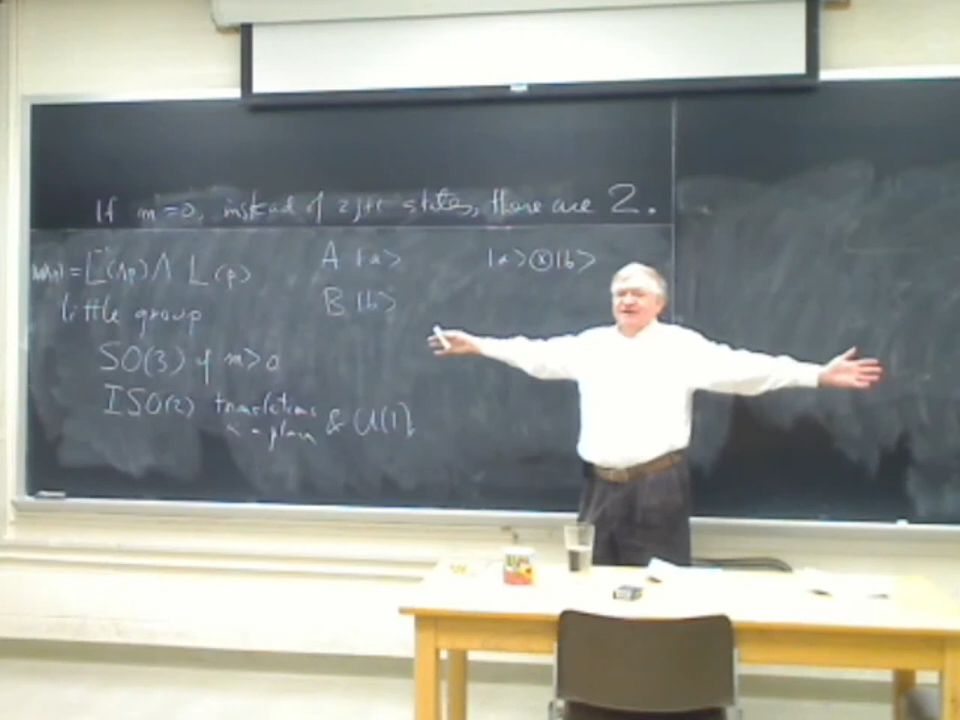 If m = 0, instead of 2j+1 states, there are 2.
W(Λ,p) = L⁻¹(Λp) Λ L(p)
little group
SO(3) if m > 0
ISO(2) translations in a plane & U(1)
A |a>
B |b>
|a> ⊗ |b>